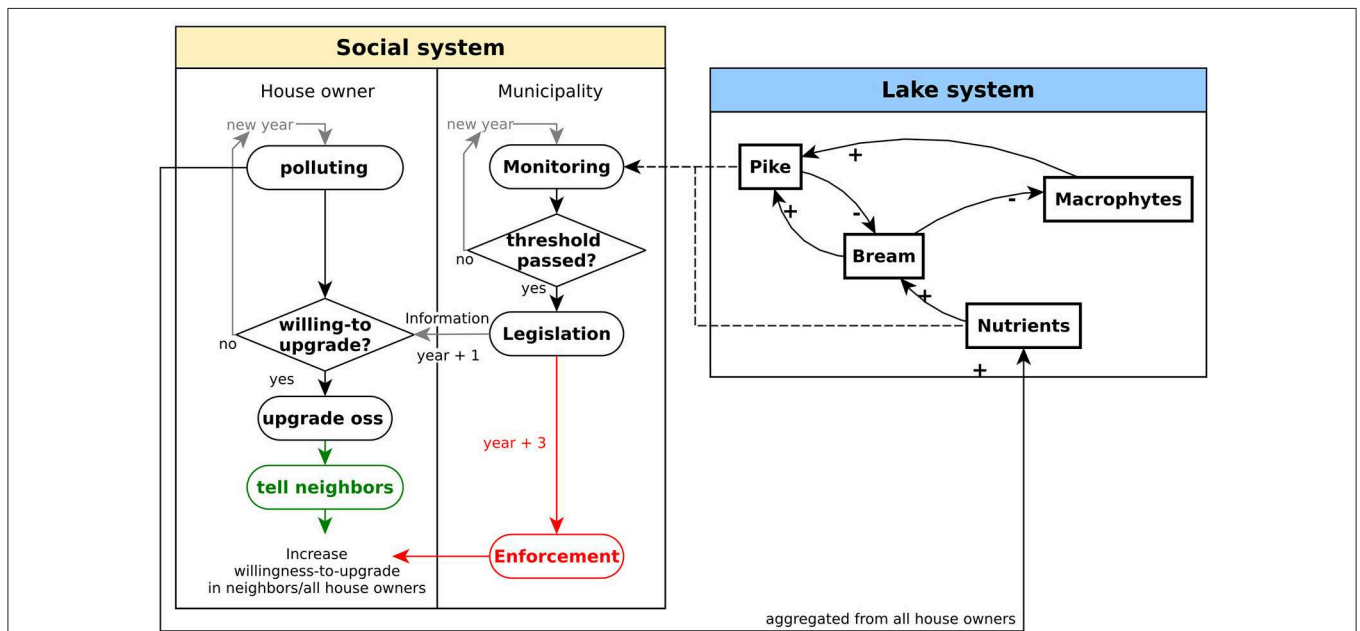 Social system
House owner
Municipality
new year
polluting
willing-to
upgrade?
no
yes
upgrade oss
tell neighbors
Increase
willingness-to-upgrade
in neighbors/all house owners
new year
Monitoring
threshold
passed?
no
yes
Legislation
Information
year + 1
year + 3
Enforcement
Lake system
Pike
+
Macrophytes
-
-
+
Bream
+
Nutrients
+
aggregated from all house owners